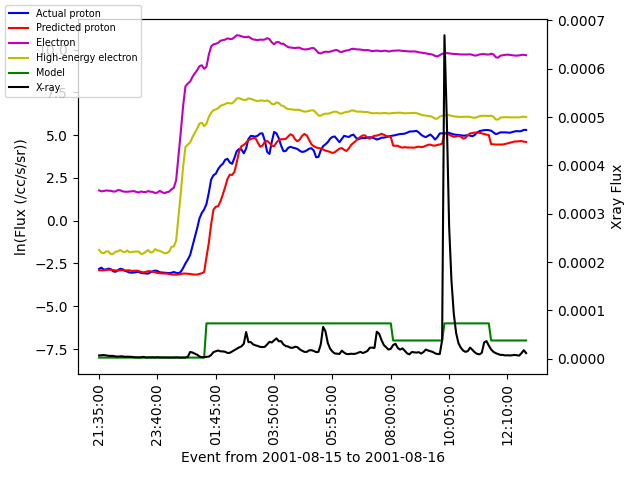 Actual proton
Predicted proton
Electron
High-energy electron
Model
X-ray
10.0
7.5
5.0
2.5
0.0
−2.5
−5.0
−7.5
ln(Flux (/cc/s/sr))
0.0007
0.0006
0.0005
0.0004
0.0003
0.0002
0.0001
0.0000
Xray Flux
21:35:00
23:40:00
01:45:00
03:50:00
05:55:00
08:00:00
10:05:00
12:10:00
Event from 2001-08-15 to 2001-08-16